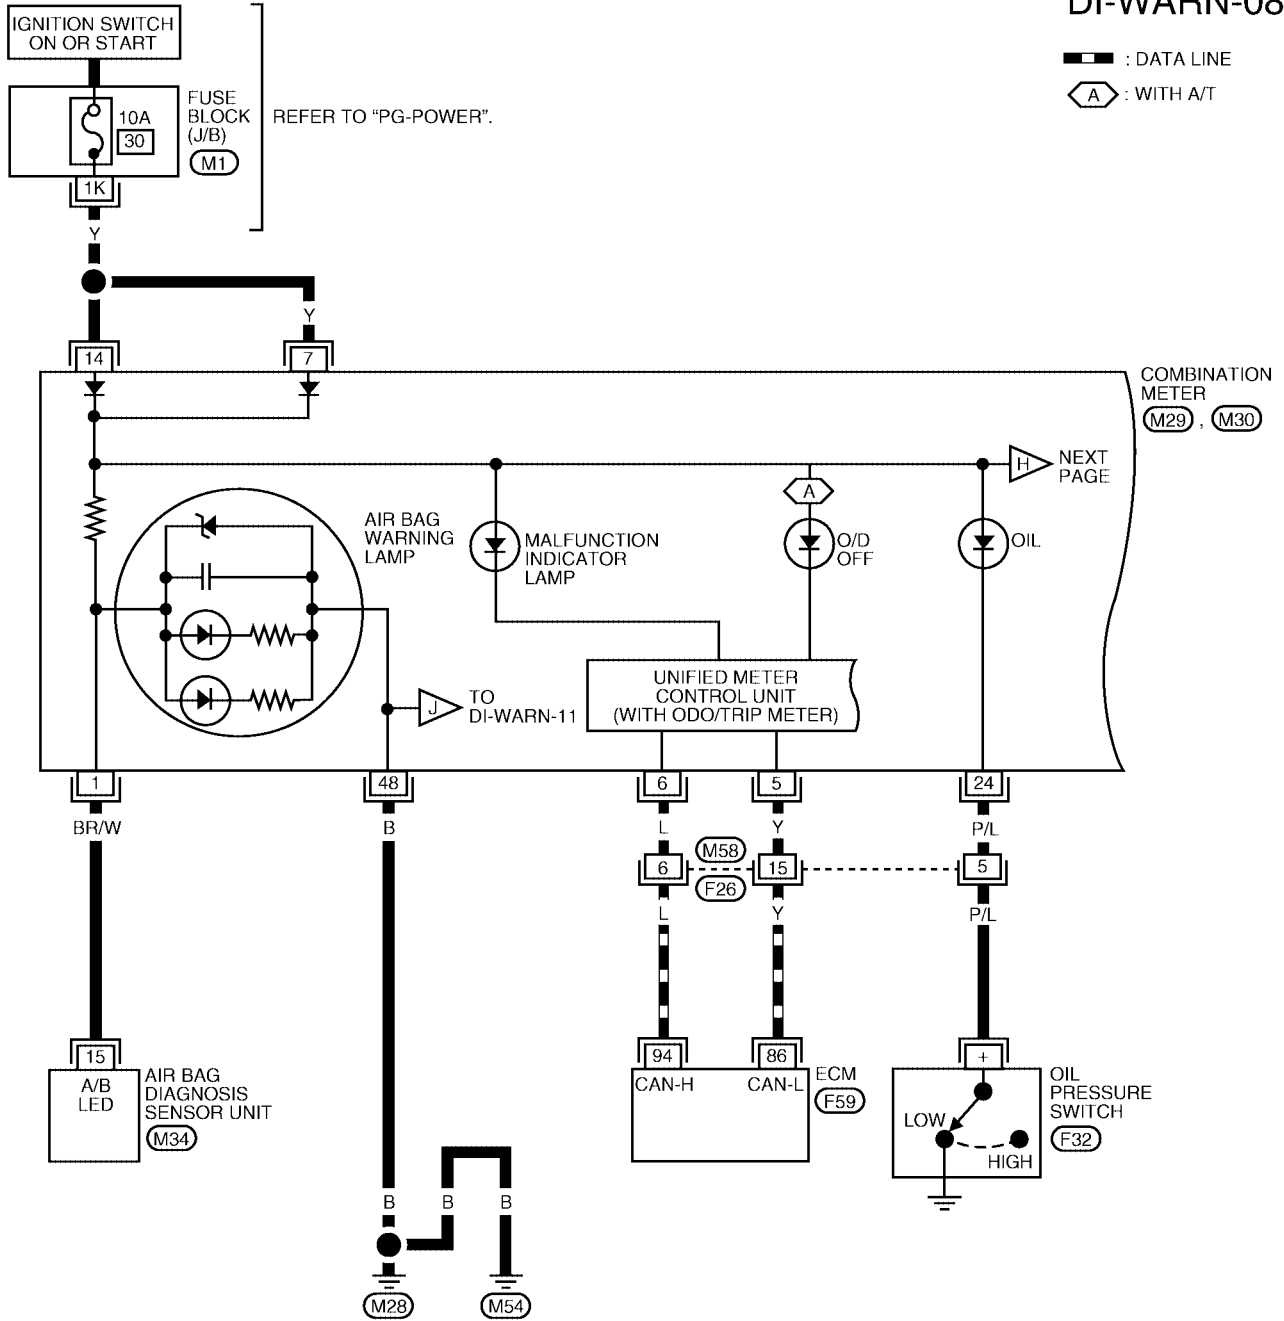 DI-WARN-08
IGNITION SWITCH
ON OR START
: DATA LINE
A : WITH A/T
10A
30
FUSE
BLOCK
(J/B)
M1
REFER TO “PG-POWER”.
1K
Y
Y
14
7
COMBINATION
METER
M29 , M30
H
NEXT
PAGE
A
AIR BAG
WARNING
LAMP
MALFUNCTION
INDICATOR
LAMP
O/D
OFF
OIL
UNIFIED METER
CONTROL UNIT
(WITH ODO/TRIP METER)
J
TO
DI-WARN-11
1
48
6
5
24
BR/W
B
L
Y
P/L
M58
6
15
5
F26
L
Y
P/L
15
94
86
+
A/B
LED
AIR BAG
DIAGNOSIS
SENSOR UNIT
M34
CAN-H
CAN-L
ECM
F59
OIL
PRESSURE
SWITCH
F32
LOW
HIGH
B
B
B
M28
M54